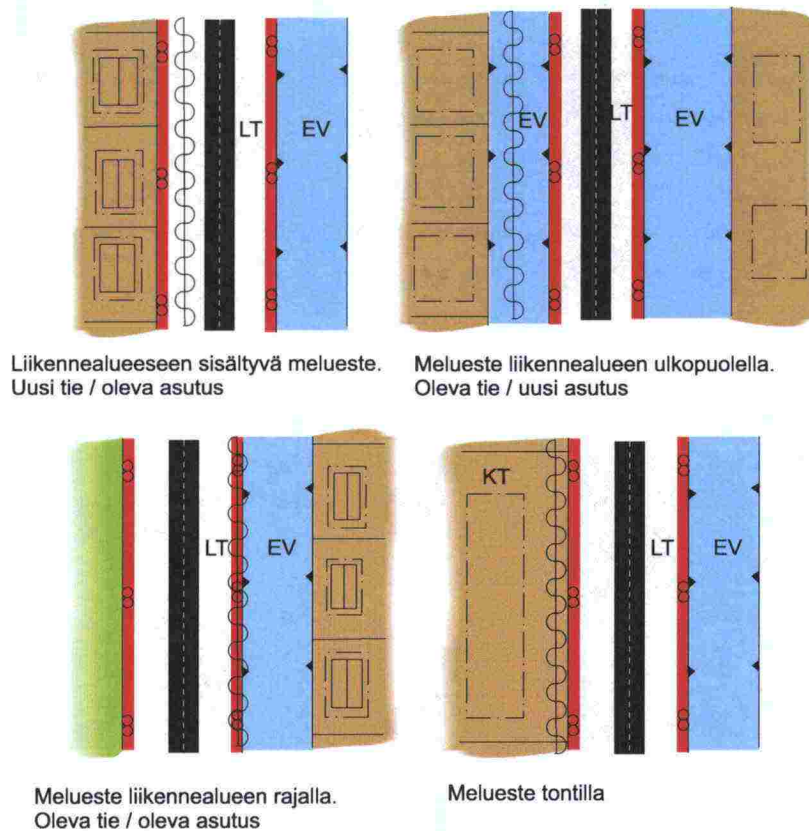 LT
EV
EV
LT
EV
Liikennealueeseen sisältyvä melueste.
Uusi tie / oleva asutus
Melueste liikennealueen ulkopuolella.
Oleva tie / uusi asutus
LT
EV
KT
LT
EV
Melueste liikennealueen rajalla.
Oleva tie / oleva asutus
Melueste tontilla